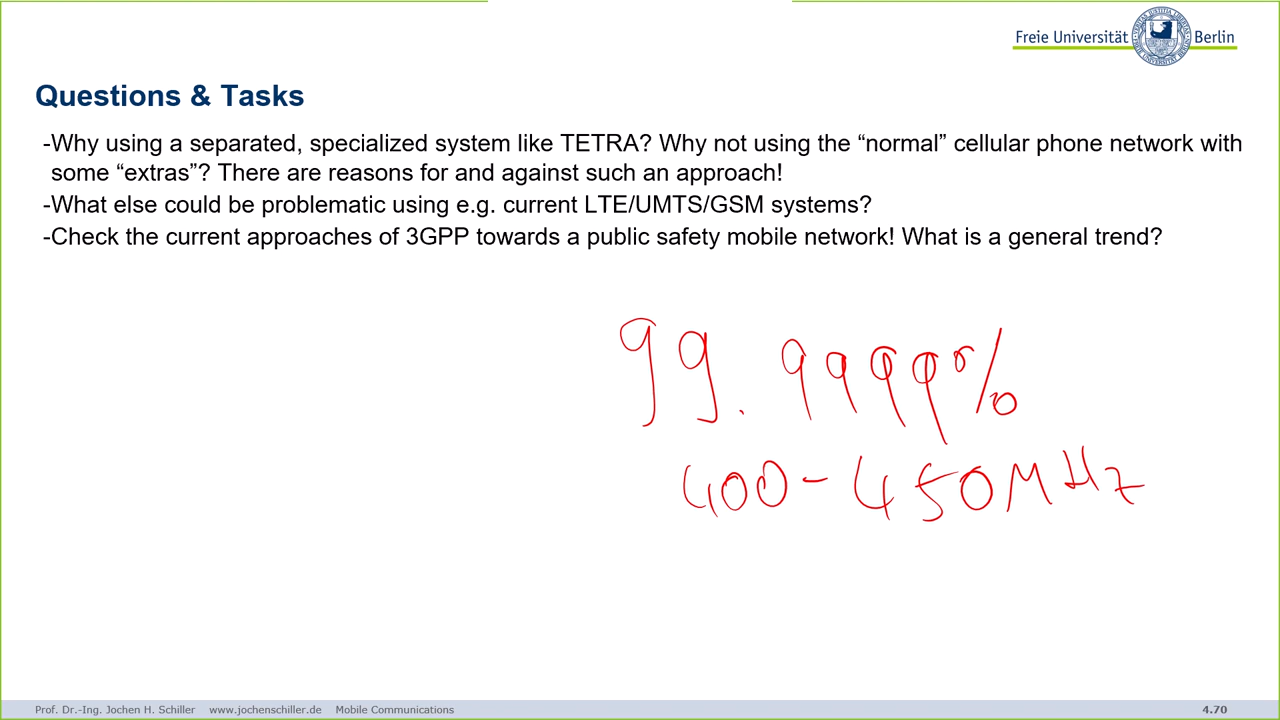 Freie Universität Berlin
Questions & Tasks
-Why using a separated, specialized system like TETRA? Why not using the “normal” cellular phone network with
some “extras”? There are reasons for and against such an approach!
-What else could be problematic using e.g. current LTE/UMTS/GSM systems?
-Check the current approaches of 3GPP towards a public safety mobile network! What is a general trend?
99.9999%
400-450MHz
Prof. Dr.-Ing. Jochen H. Schiller www.jochenschiller.de Mobile Communications 4.70